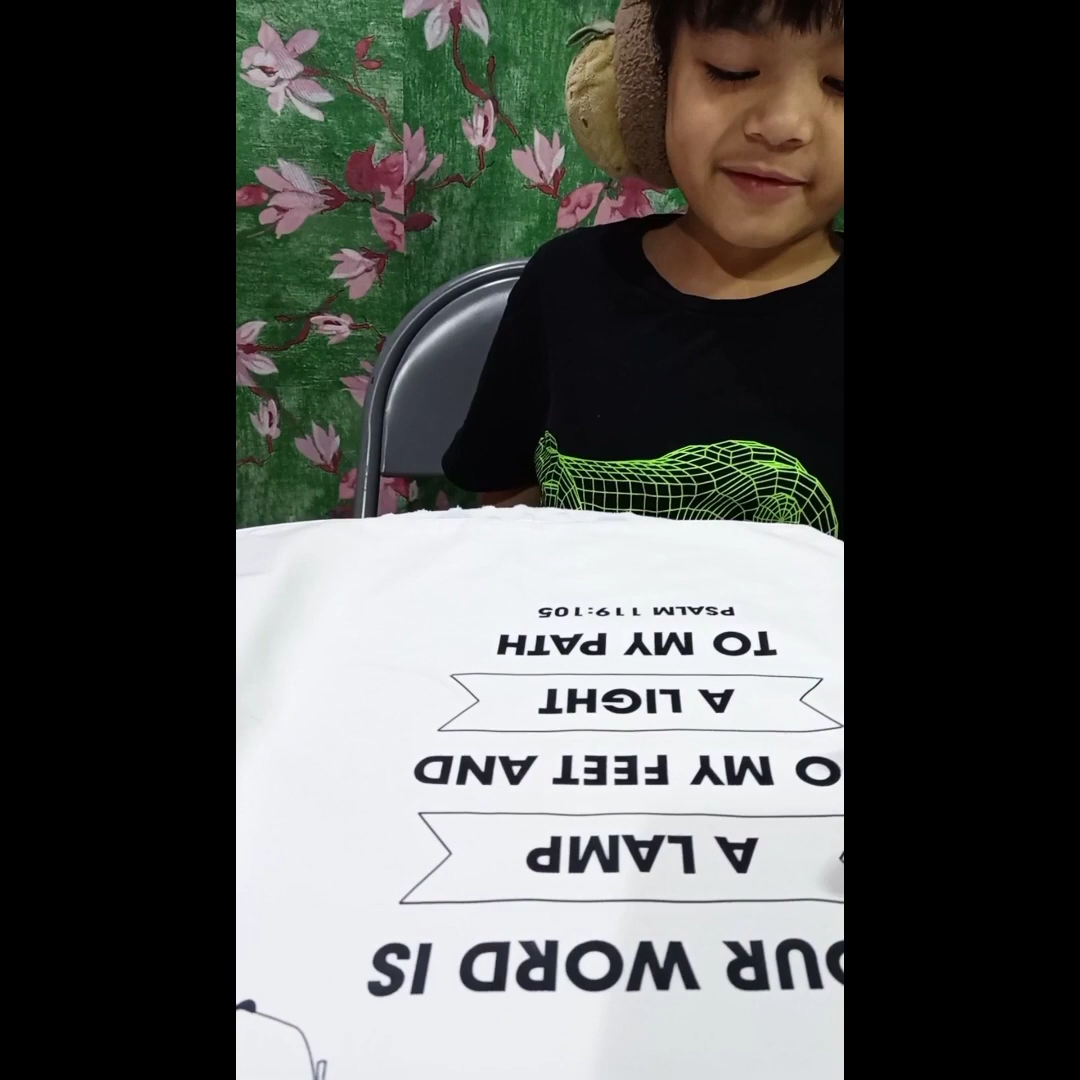 OUR WORD IS
A LAMP
O MY FEET AND
A LIGHT
TO MY PATH
PSALM 119:105